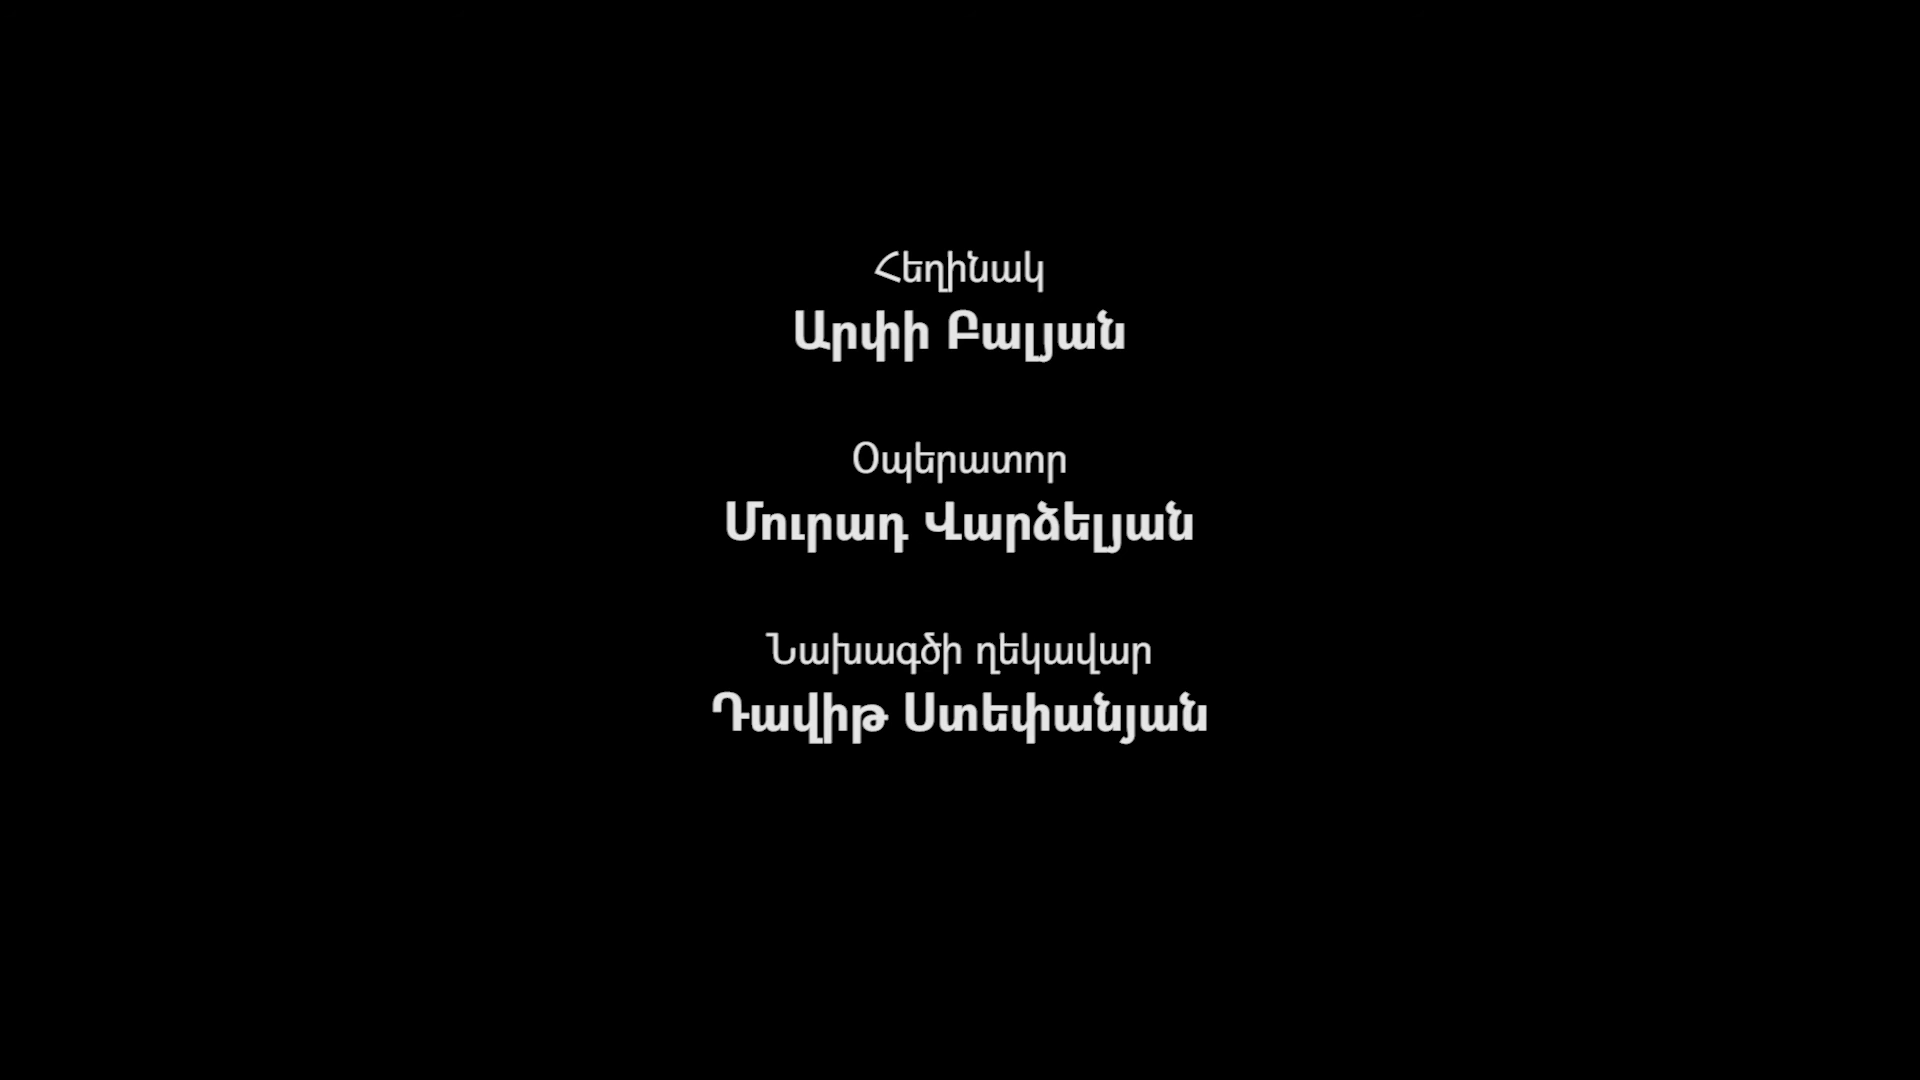 Հեղինակ
Արփի Բալյան
Օպերատոր
Մուրադ Վարձելյան
Նախագծի ղեկավար
Դավիթ Ստեփանյան